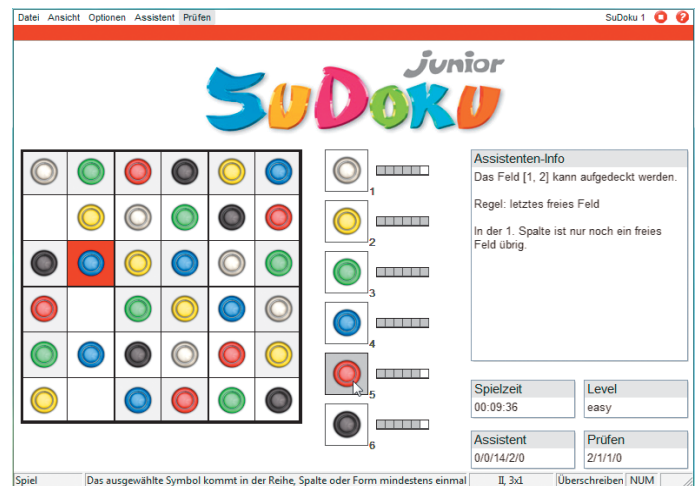 Datei Ansicht Optionen Assistent Prüfen SuDoku 1
junior
SuDoku
1
2
3
4
5
6
Assistenten-Info
Das Feld [1, 2] kann aufgedeckt werden.
Regel: letztes freies Feld
In der 1. Spalte ist nur noch ein freies
Feld übrig.
Spielzeit Level
00:09:36 easy
Assistent Prüfen
0/0/14/2/0 2/1/1/0
Spiel Das ausgewählte Symbol kommt in der Reihe, Spalte oder Form mindestens einmal II, 3x1 Überschreiben NUM